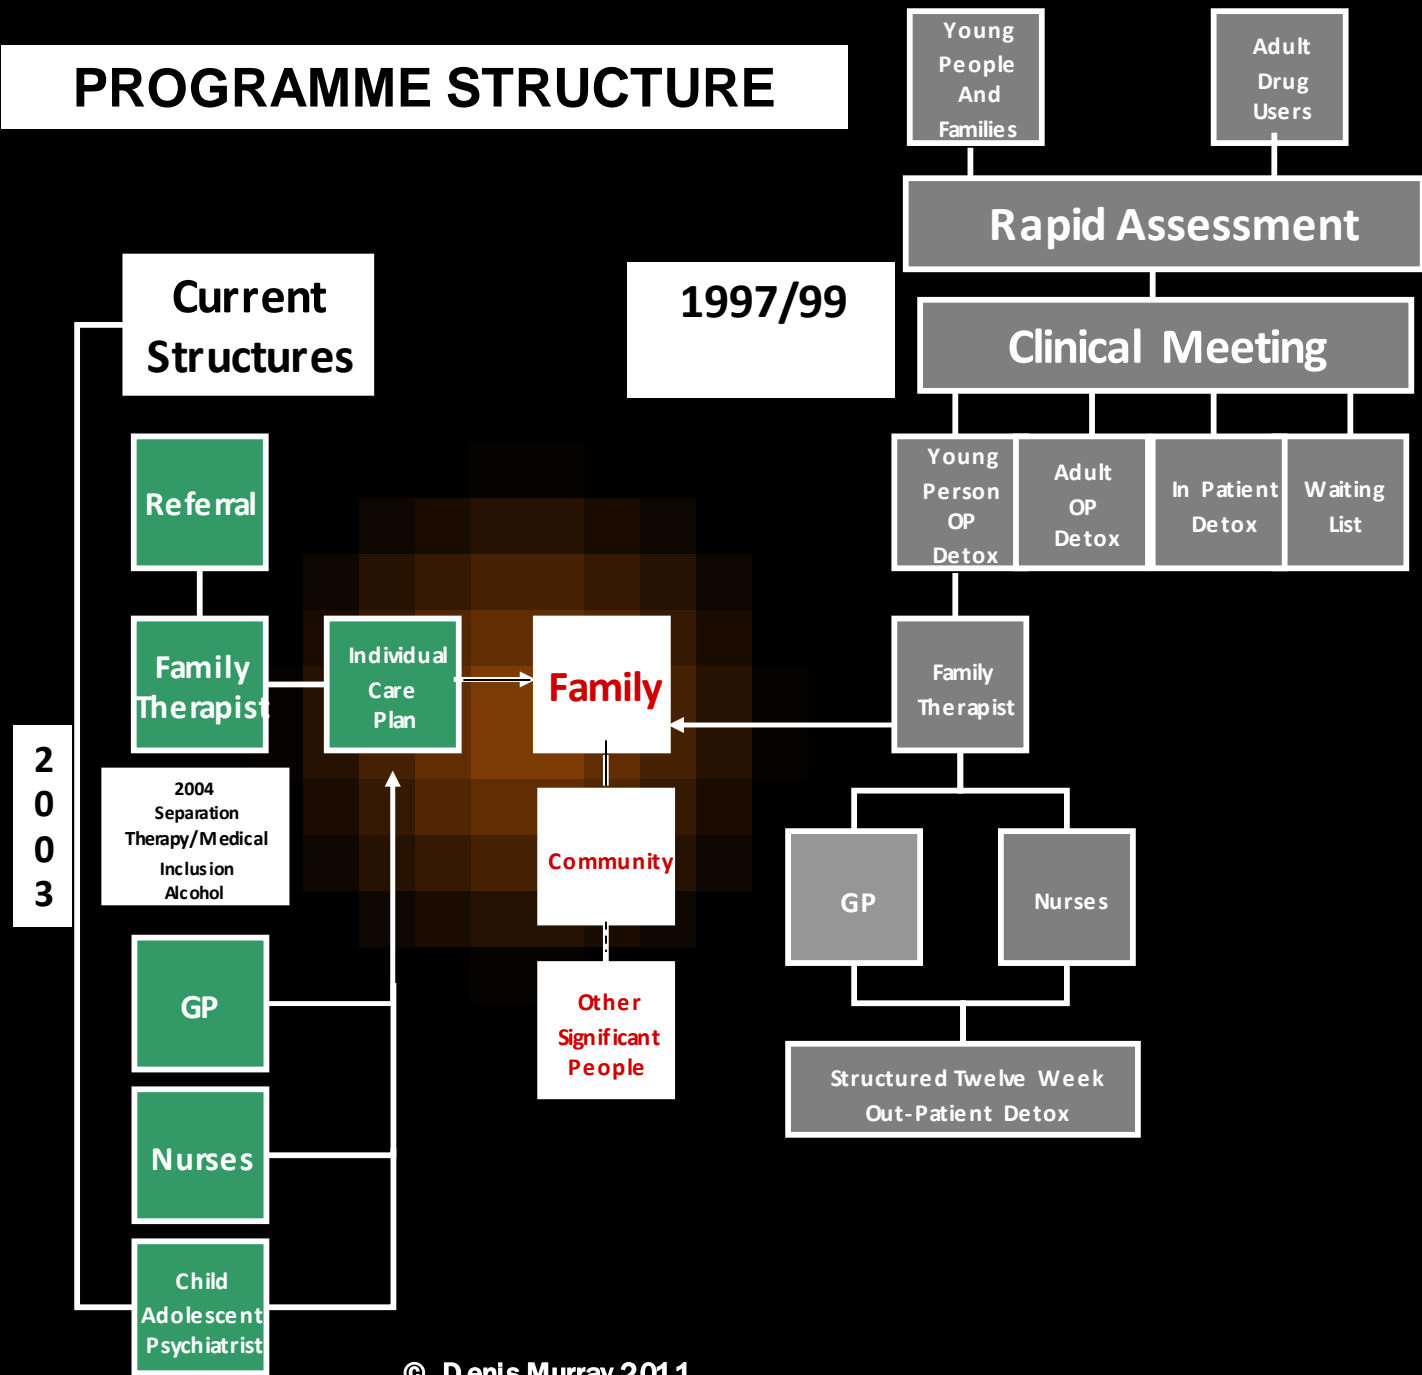 PROGRAMME STRUCTURE
Young
People
And
Families
Adult
Drug
Users
Rapid Assessment
Current
Structures
1997/99
Clinical Meeting
Referral
Young
Person
OP
Detox
Adult
OP
Detox
In Patient
Detox
Waiting
List
Family
Therapist
Individual
Care
Plan
Family
Family
Therapist
2
0
0
3
2004
Separation
Therapy/Medical
Inclusion
Alcohol
Community
GP
Nurses
GP
Other
Significant
People
Structured Twelve Week
Out-Patient Detox
Nurses
Child
Adolescent
Psychiatrist
© Denis Murray 2011